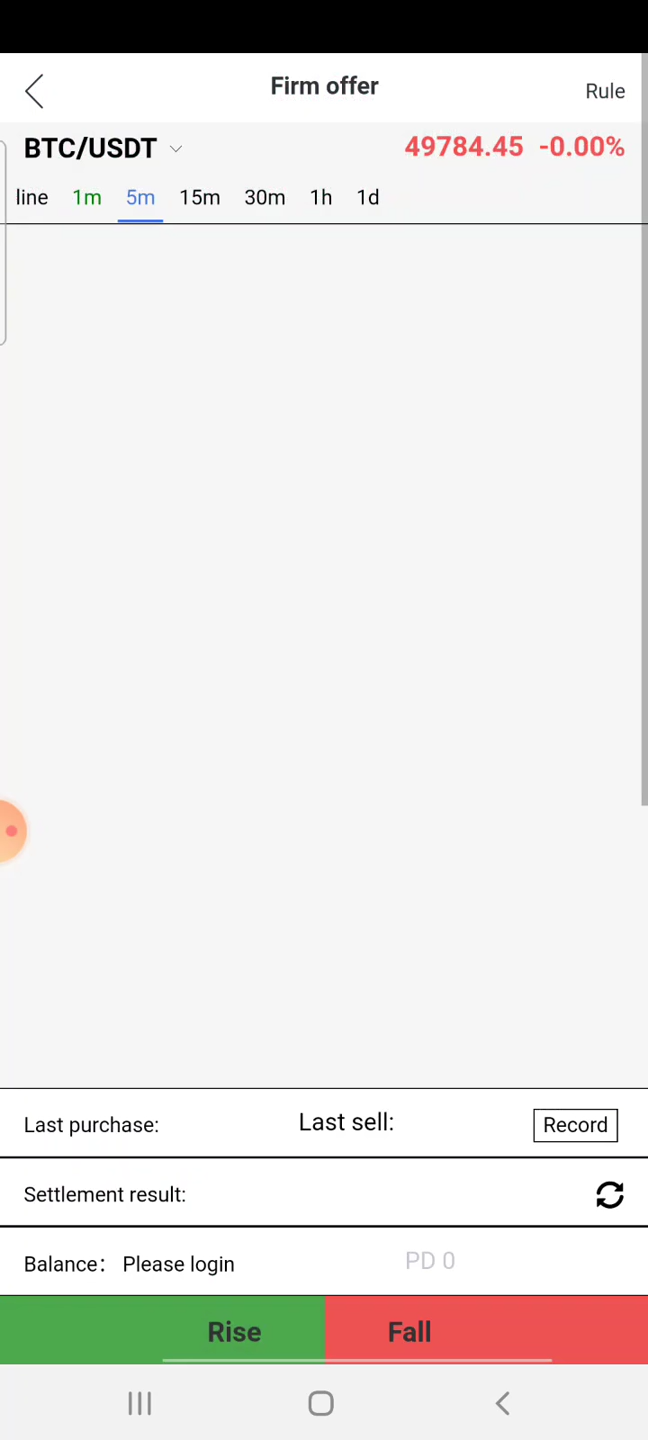 Firm offer
Rule
BTC/USDT 49784.45 -0.00%
line 1m 5m 15m 30m 1h 1d
Last purchase: Last sell: Record
Settlement result:
Balance： Please login PD 0
Rise Fall